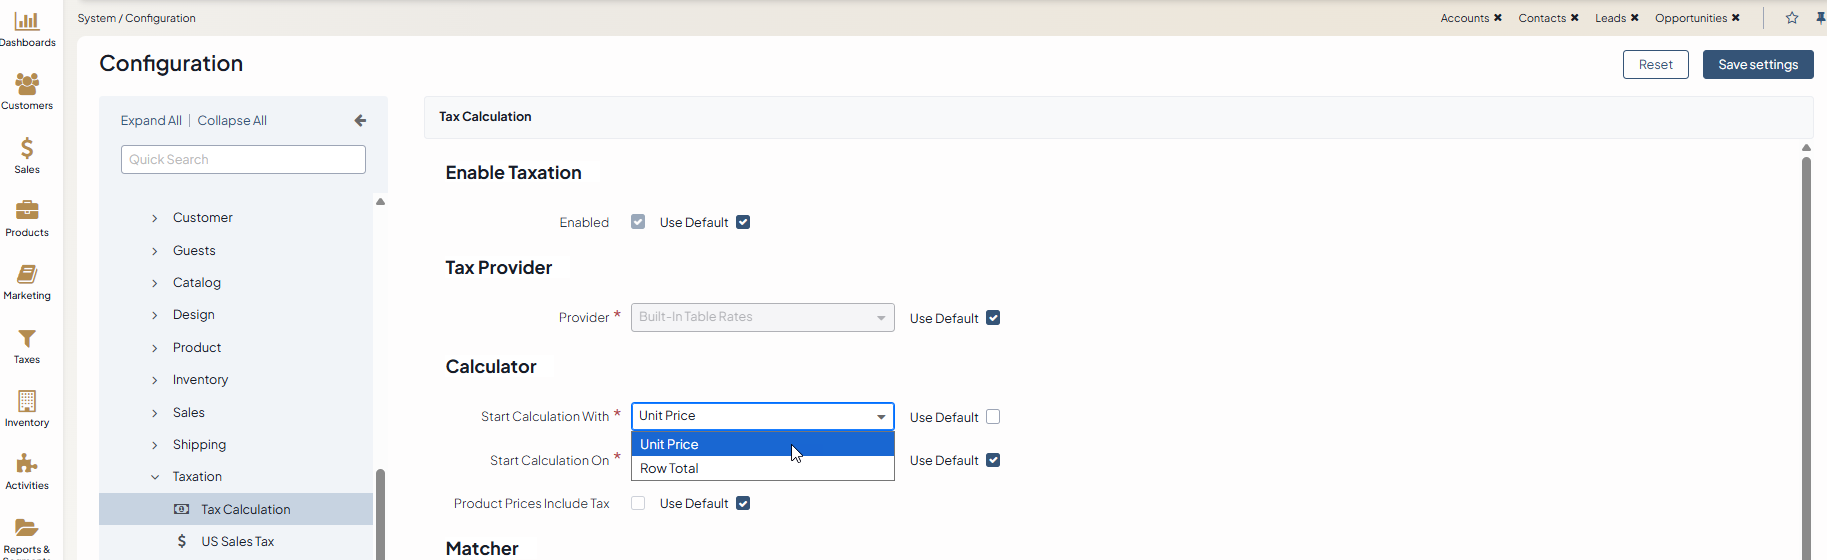 System / Configuration
Accounts ✖ Contacts ✖ Leads ✖ Opportunities ✖
Dashboards
Customers
Sales
Products
Marketing
Taxes
Inventory
Activities
Reports &
Configuration
Reset
Save settings
Expand All | Collapse All
Quick Search
Customer
Guests
Catalog
Design
Product
Inventory
Sales
Shipping
Taxation
Tax Calculation
US Sales Tax
Tax Calculation
Enable Taxation
Enabled Use Default
Tax Provider
Provider * Built-In Table Rates Use Default
Calculator
Start Calculation With * Unit Price Use Default
Unit Price
Row Total
Start Calculation On * Use Default
Product Prices Include Tax Use Default
Matcher